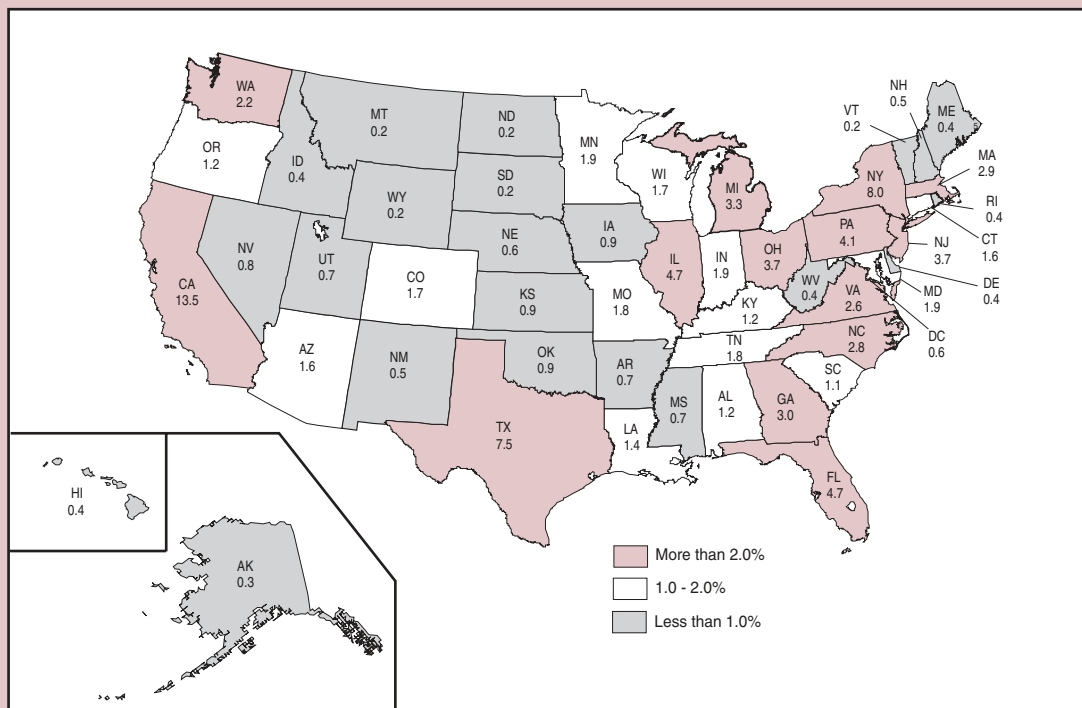 WA
2.2
MT
0.2
ND
0.2
MN
1.9
VT
0.2
NH
0.5
ME
0.4
OR
1.2
ID
0.4
SD
0.2
WI
1.7
MI
3.3
NY
8.0
MA
2.9
WY
0.2
RI
0.4
IA
0.9
PA
4.1
CT
1.6
NJ
3.7
NE
0.6
NV
0.8
UT
0.7
CO
1.7
IL
4.7
IN
1.9
OH
3.7
WV
0.4
DE
0.4
CA
13.5
KS
0.9
MO
1.8
KY
1.2
VA
2.6
MD
1.9
DC
0.6
AZ
1.6
NM
0.5
OK
0.9
AR
0.7
TN
1.8
NC
2.8
SC
1.1
MS
0.7
AL
1.2
GA
3.0
TX
7.5
LA
1.4
FL
4.7
HI
0.4
AK
0.3
More than 2.0%
1.0 - 2.0%
Less than 1.0%